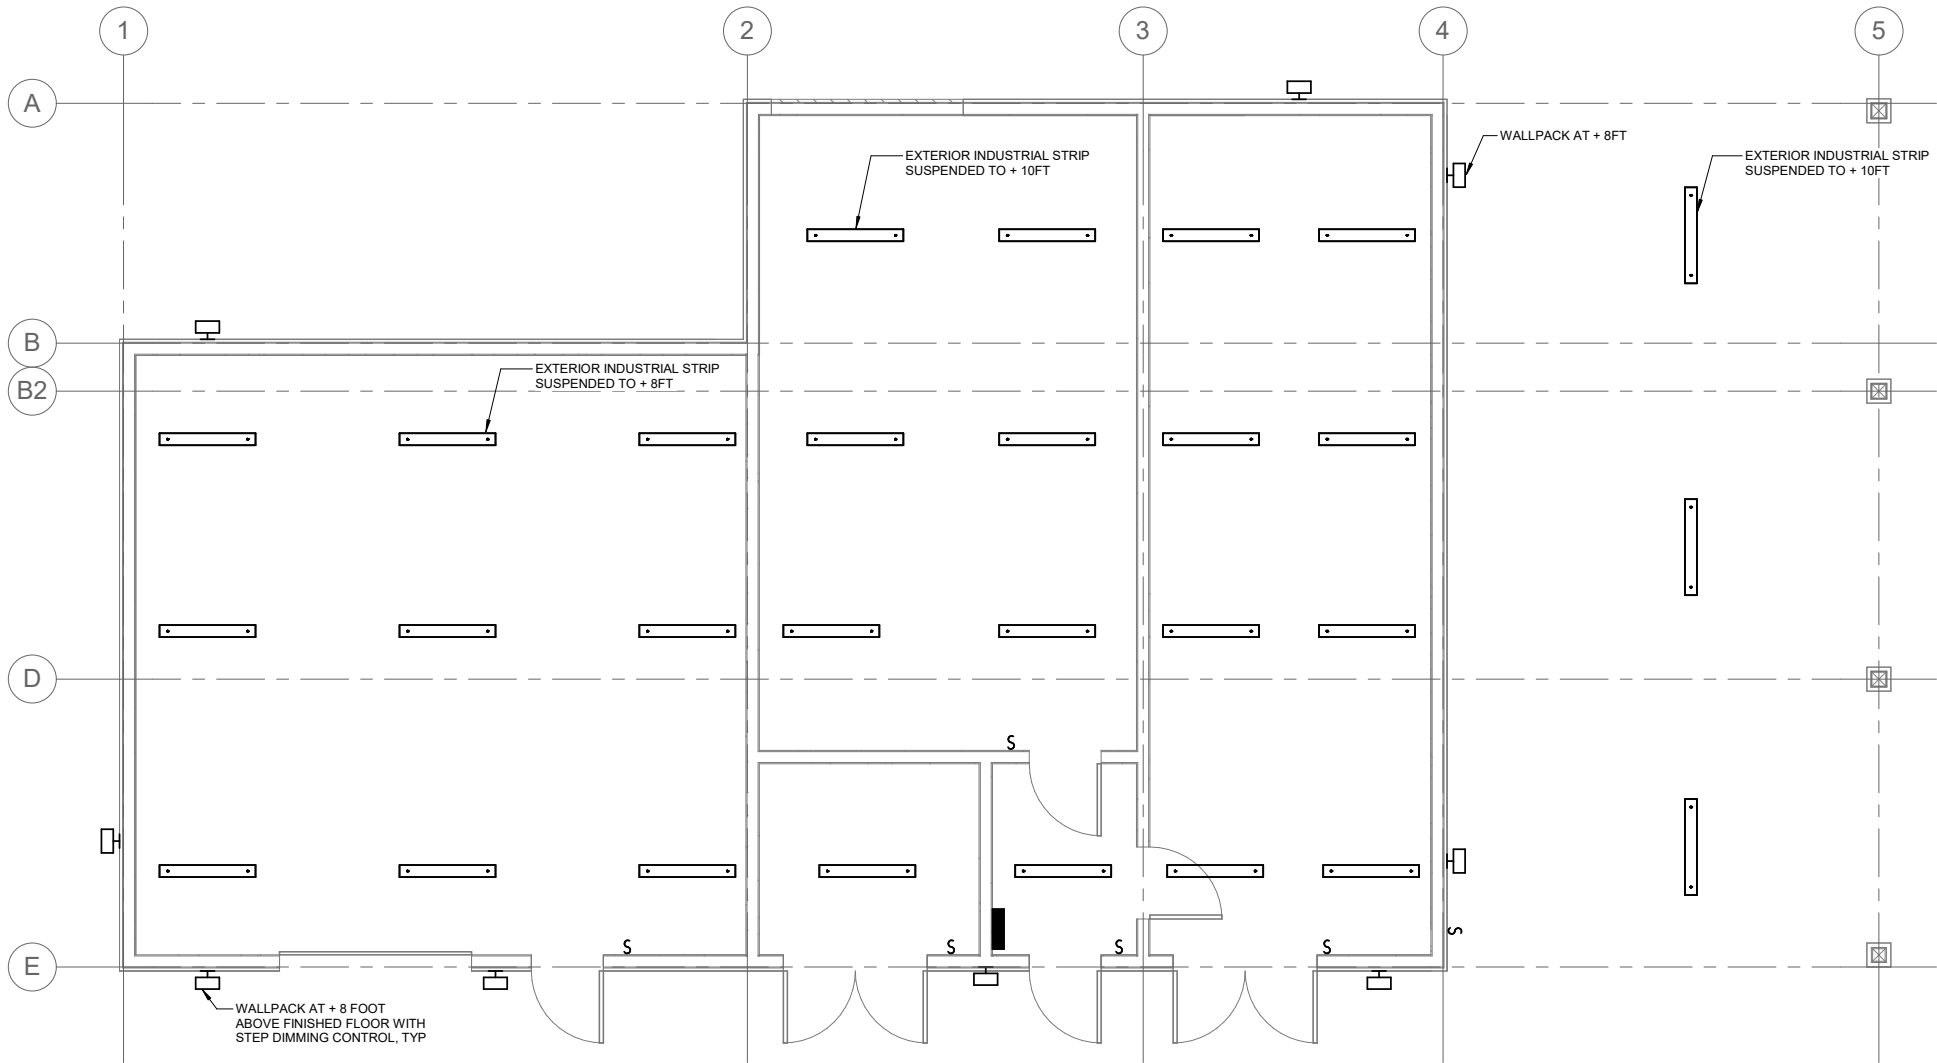 1
2
3
4
5
A
WALLPACK AT + 8FT
EXTERIOR INDUSTRIAL STRIP
SUSPENDED TO + 10FT
EXTERIOR INDUSTRIAL STRIP
SUSPENDED TO + 10FT
B
EXTERIOR INDUSTRIAL STRIP
SUSPENDED TO + 8FT
B2
D
S
S
S
S
S
S
E
WALLPACK AT + 8 FOOT
ABOVE FINISHED FLOOR WITH
STEP DIMMING CONTROL, TYP